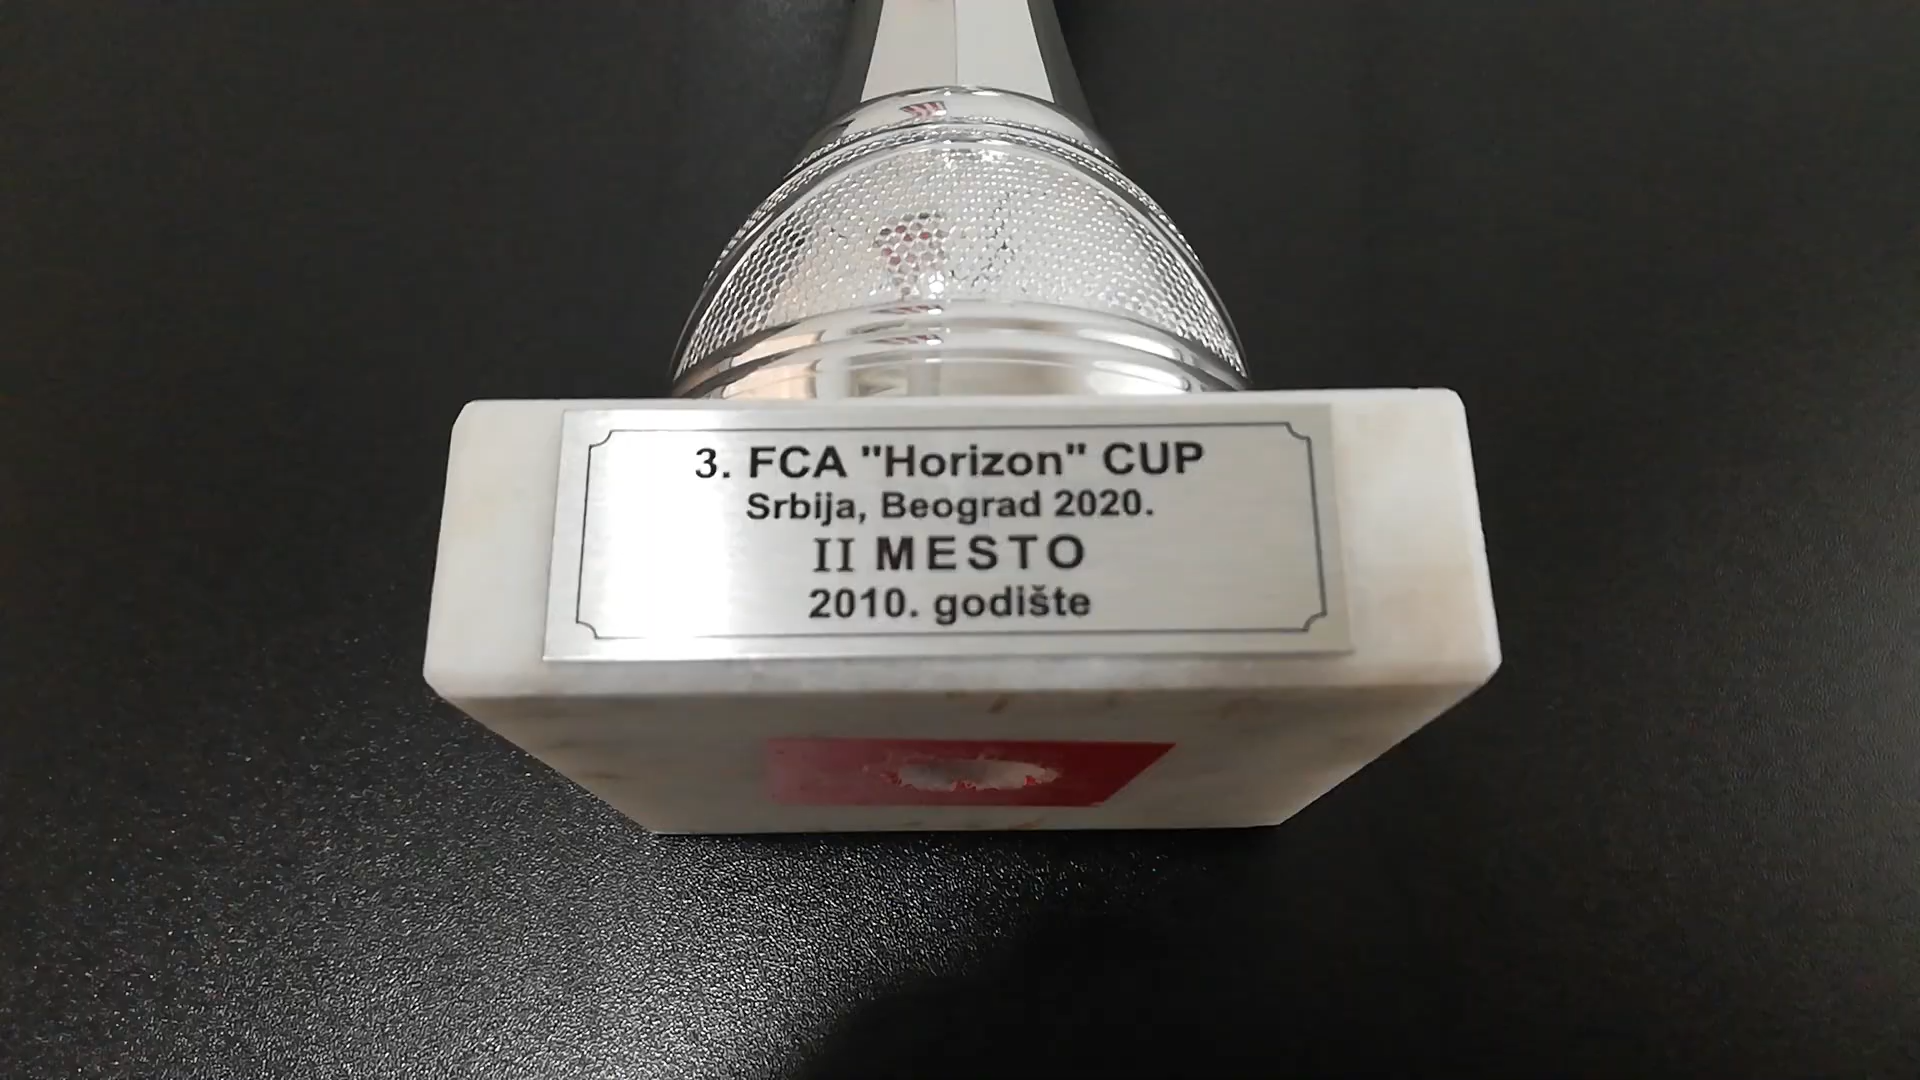 3. FCA "Horizon" CUP
Srbija, Beograd 2020.
II MESTO
2010. godište